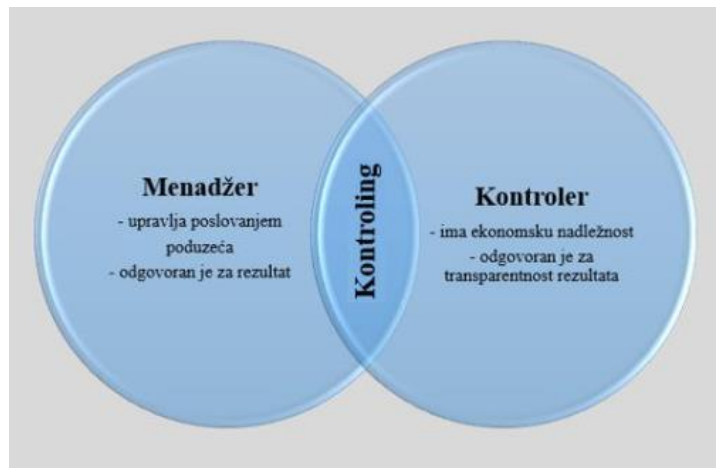 Menadžer
- upravlja poslovanjem
poduzeća
- odgovoran je za rezultat
Kontroling
Kontroler
- ima ekonomsku nadležnost
- odgovoran je za
transparentnost rezultata